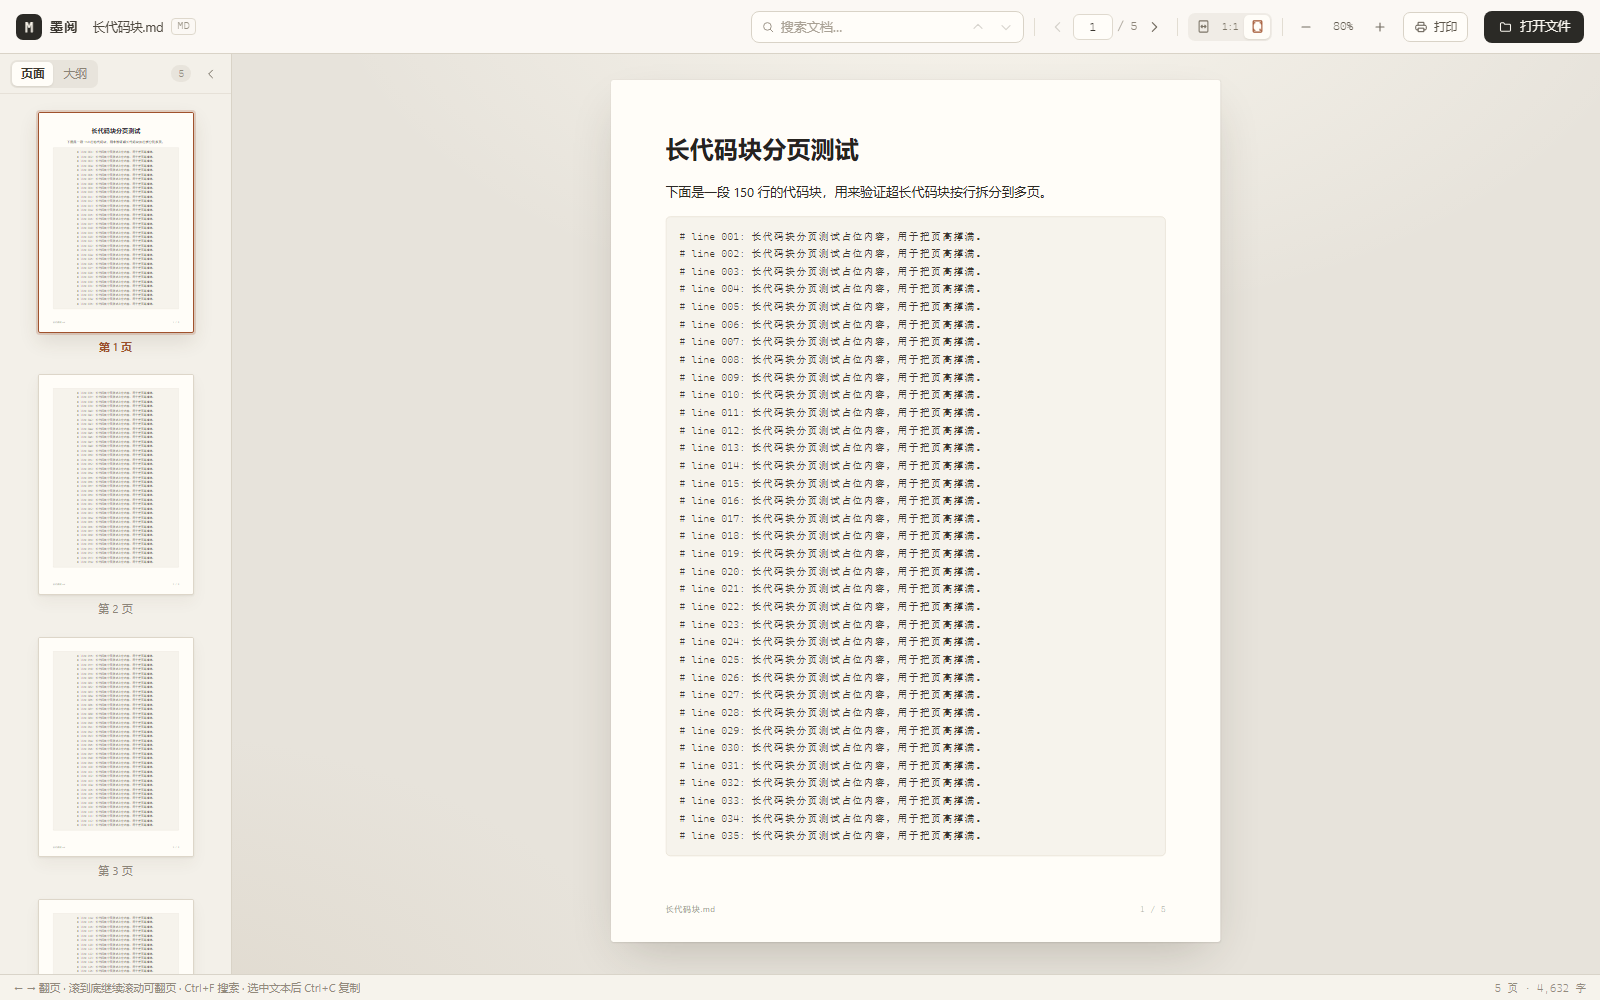 M 墨阅 长代码块.md MD 搜索文档... 1 / 5 1:1 80% 打印 打开文件
页面 大纲 5
第 1 页
第 2 页
第 3 页
长代码块分页测试
下面是一段 150 行的代码块，用来验证超长代码块按行拆分到多页。
# line 001: 长代码块分页测试占位内容，用于把页高撑满。
# line 002: 长代码块分页测试占位内容，用于把页高撑满。
# line 003: 长代码块分页测试占位内容，用于把页高撑满。
# line 004: 长代码块分页测试占位内容，用于把页高撑满。
# line 005: 长代码块分页测试占位内容，用于把页高撑满。
# line 006: 长代码块分页测试占位内容，用于把页高撑满。
# line 007: 长代码块分页测试占位内容，用于把页高撑满。
# line 008: 长代码块分页测试占位内容，用于把页高撑满。
# line 009: 长代码块分页测试占位内容，用于把页高撑满。
# line 010: 长代码块分页测试占位内容，用于把页高撑满。
# line 011: 长代码块分页测试占位内容，用于把页高撑满。
# line 012: 长代码块分页测试占位内容，用于把页高撑满。
# line 013: 长代码块分页测试占位内容，用于把页高撑满。
# line 014: 长代码块分页测试占位内容，用于把页高撑满。
# line 015: 长代码块分页测试占位内容，用于把页高撑满。
# line 016: 长代码块分页测试占位内容，用于把页高撑满。
# line 017: 长代码块分页测试占位内容，用于把页高撑满。
# line 018: 长代码块分页测试占位内容，用于把页高撑满。
# line 019: 长代码块分页测试占位内容，用于把页高撑满。
# line 020: 长代码块分页测试占位内容，用于把页高撑满。
# line 021: 长代码块分页测试占位内容，用于把页高撑满。
# line 022: 长代码块分页测试占位内容，用于把页高撑满。
# line 023: 长代码块分页测试占位内容，用于把页高撑满。
# line 024: 长代码块分页测试占位内容，用于把页高撑满。
# line 025: 长代码块分页测试占位内容，用于把页高撑满。
# line 026: 长代码块分页测试占位内容，用于把页高撑满。
# line 027: 长代码块分页测试占位内容，用于把页高撑满。
# line 028: 长代码块分页测试占位内容，用于把页高撑满。
# line 029: 长代码块分页测试占位内容，用于把页高撑满。
# line 030: 长代码块分页测试占位内容，用于把页高撑满。
# line 031: 长代码块分页测试占位内容，用于把页高撑满。
# line 032: 长代码块分页测试占位内容，用于把页高撑满。
# line 033: 长代码块分页测试占位内容，用于把页高撑满。
# line 034: 长代码块分页测试占位内容，用于把页高撑满。
# line 035: 长代码块分页测试占位内容，用于把页高撑满。
长代码块.md 1 / 5
← → 翻页 · 滚到底继续滚动可翻页 · Ctrl+F 搜索 · 选中文本后 Ctrl+C 复制 5 页 · 4,632 字